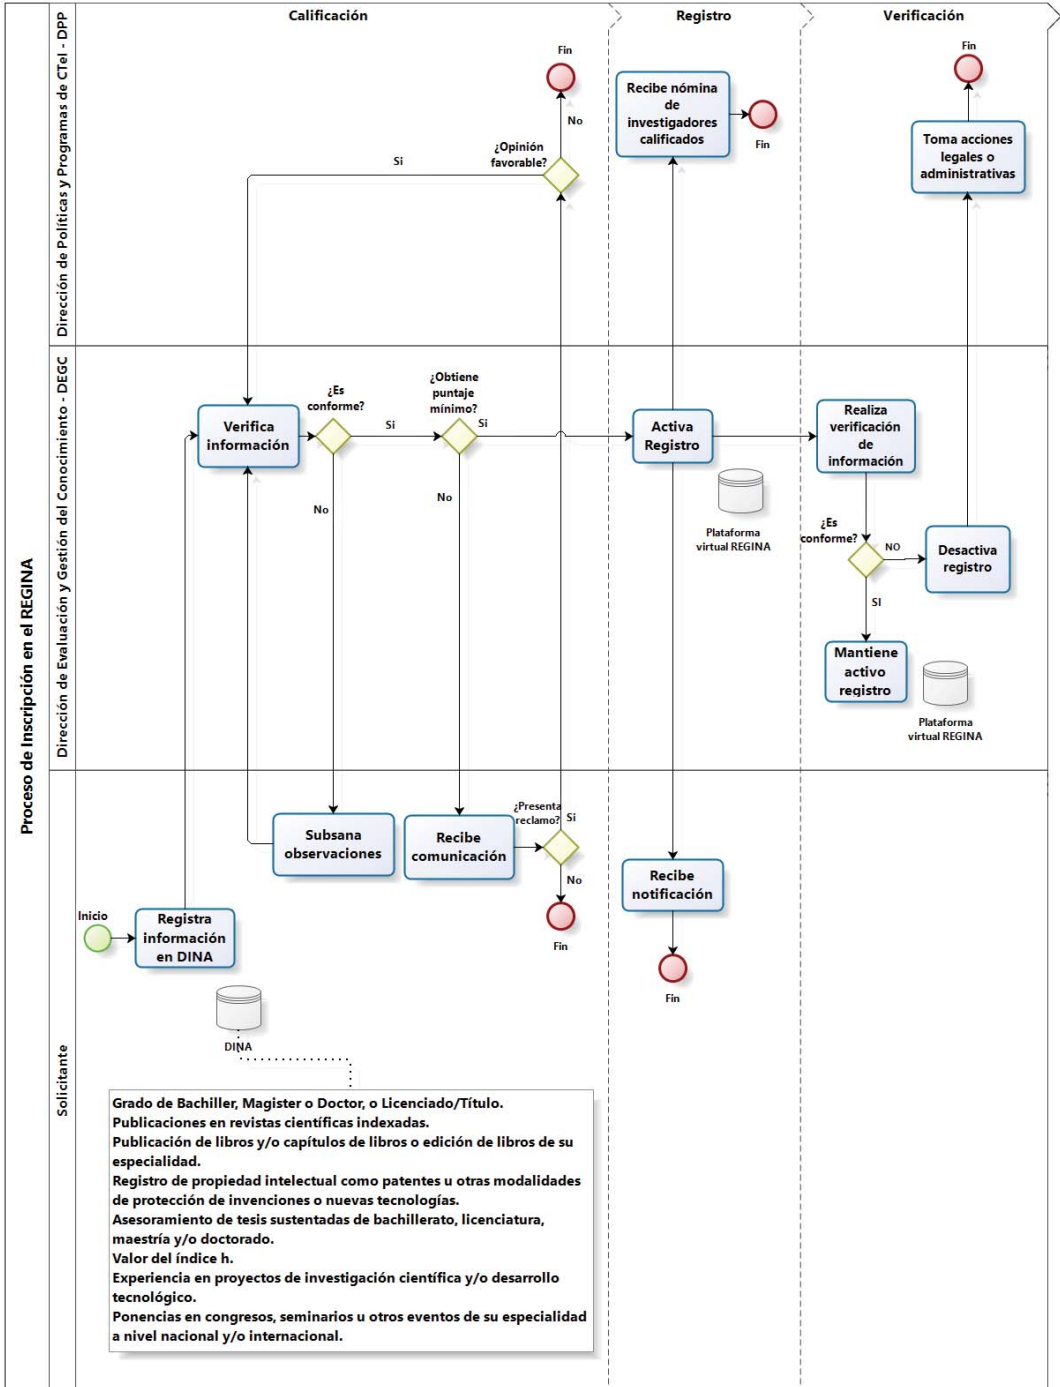 Proceso de Inscripción en el REGINA
Calificación
Registro
Verificación
Dirección de Políticas y Programas de CTeI - DPP
Fin
No
¿Opinión
favorable?
Si
Recibe nómina
de
investigadores
calificados
Fin
Fin
Toma acciones
legales o
administrativas
Dirección de Evaluación y Gestión del Conocimiento - DEGC
Verifica
información
¿Es
conforme?
Si
No
¿Obtiene
puntaje
mínimo?
Si
No
Activa
Registro
Plataforma
virtual REGINA
Realiza
verificación
de
información
¿Es
conforme?
NO
SI
Desactiva
registro
Mantiene
activo
registro
Plataforma
virtual REGINA
Solicitante
Inicio
Registra
información
en DINA
DINA
Subsana
observaciones
Recibe
comunicación
¿Presenta
reclamo?
Si
No
Fin
Recibe
notificación
Fin
Grado de Bachiller, Magister o Doctor, o Licenciado/Título.
Publicaciones en revistas científicas indexadas.
Publicación de libros y/o capítulos de libros o edición de libros de su
especialidad.
Registro de propiedad intelectual como patentes u otras modalidades
de protección de invenciones o nuevas tecnologías.
Asesoramiento de tesis sustentadas de bachillerato, licenciatura,
maestría y/o doctorado.
Valor del índice h.
Experiencia en proyectos de investigación científica y/o desarrollo
tecnológico.
Ponencias en congresos, seminarios u otros eventos de su especialidad
a nivel nacional y/o internacional.